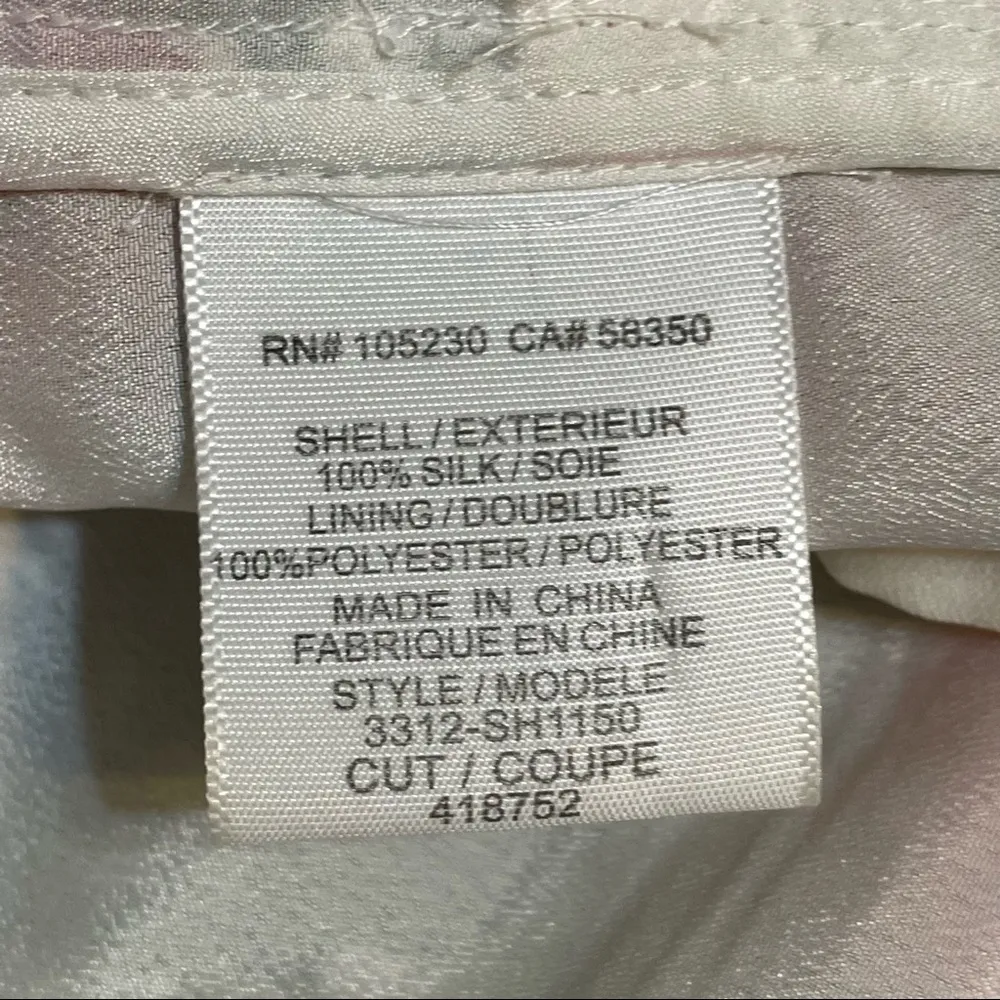 RN# 105230 CA# 58350
SHELL / EXTERIEUR
100% SILK / SOIE
LINING / DOUBLURE
100%POLYESTER / POLYESTER
MADE IN CHINA
FABRIQUE EN CHINE
STYLE / MODELE
3312-SH1150
CUT / COUPE
418752